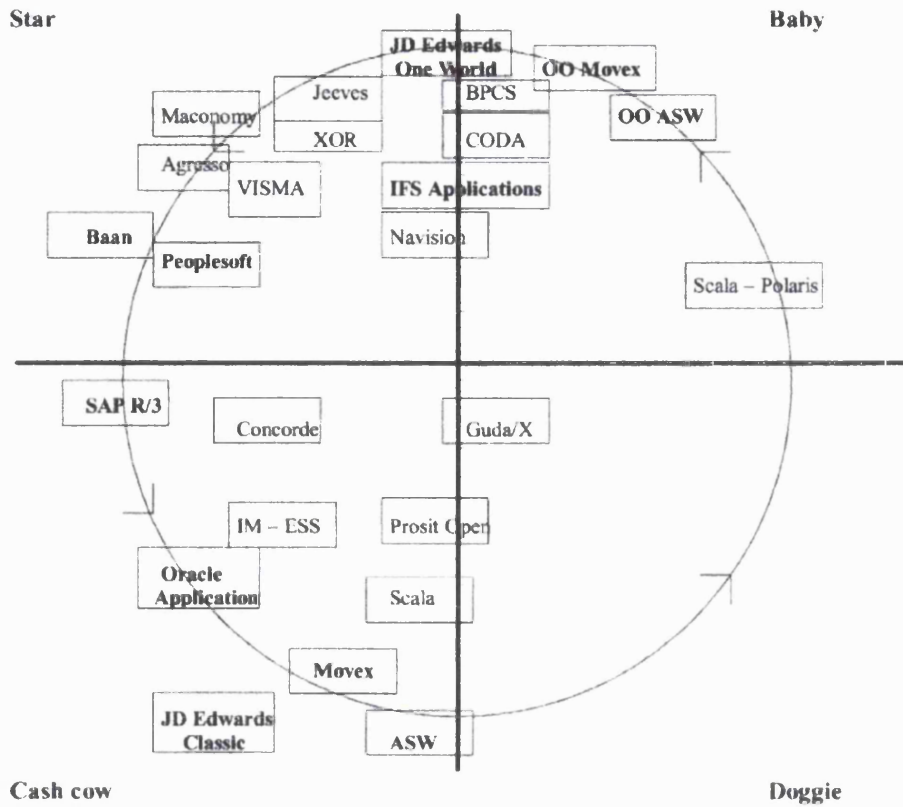 Star
Baby
JD Edwards
One World
OO Movex
Jeeves
BPCS
Maconomy
OO ASW
XOR
CODA
Agresso
VISMA
IFS Applications
Baan
Navision
Peoplesoft
Scala – Polaris
SAP R/3
Concorde
Guda/X
IM – ESS
Prosit Open
Oracle
Application
Scala
Movex
JD Edwards
Classic
ASW
Cash cow
Doggie